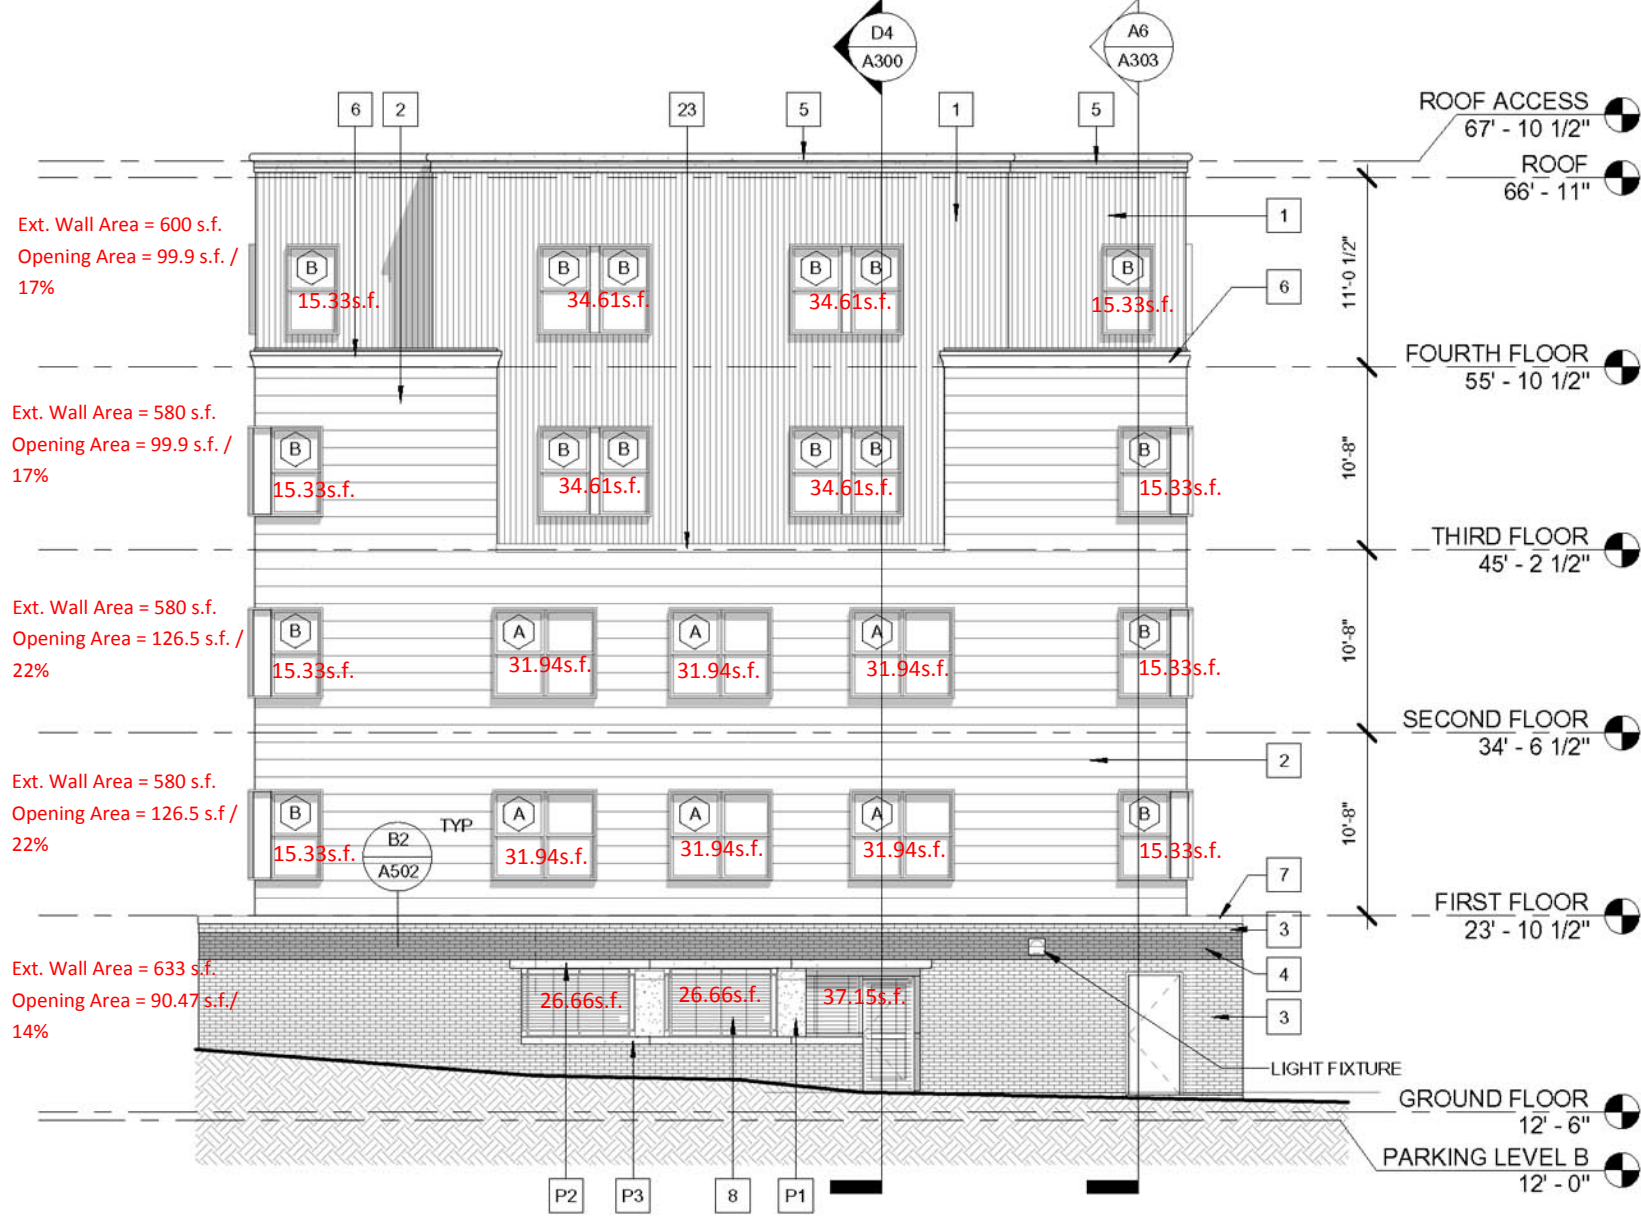 D4
A300
A6
A303
6
2
23
5
1
5
ROOF ACCESS
67' - 10 1/2"
ROOF
66' - 11"
Ext. Wall Area = 600 s.f.
Opening Area = 99.9 s.f. /
17%
B
B
B
B
B
B
15.33s.f.
34.61s.f.
34.61s.f.
15.33s.f.
1
6
11'-0 1/2"
FOURTH FLOOR
55' - 10 1/2"
Ext. Wall Area = 580 s.f.
Opening Area = 99.9 s.f. /
17%
B
B
B
B
B
B
15.33s.f.
34.61s.f.
34.61s.f.
15.33s.f.
10'-8"
THIRD FLOOR
45' - 2 1/2"
Ext. Wall Area = 580 s.f.
Opening Area = 126.5 s.f. /
22%
B
A
A
A
B
15.33s.f.
31.94s.f.
31.94s.f.
31.94s.f.
15.33s.f.
10'-8"
SECOND FLOOR
34' - 6 1/2"
2
Ext. Wall Area = 580 s.f.
Opening Area = 126.5 s.f /
22%
B
A
A
A
B
TYP
B2
A502
15.33s.f.
31.94s.f.
31.94s.f.
31.94s.f.
15.33s.f.
10'-8"
7
FIRST FLOOR
23' - 10 1/2"
3
4
3
Ext. Wall Area = 633 s.f.
Opening Area = 90.47 s.f./
14%
26.66s.f.
26.66s.f.
37.15s.f.
LIGHT FIXTURE
GROUND FLOOR
12' - 6"
PARKING LEVEL B
12' - 0"
P2
P3
8
P1